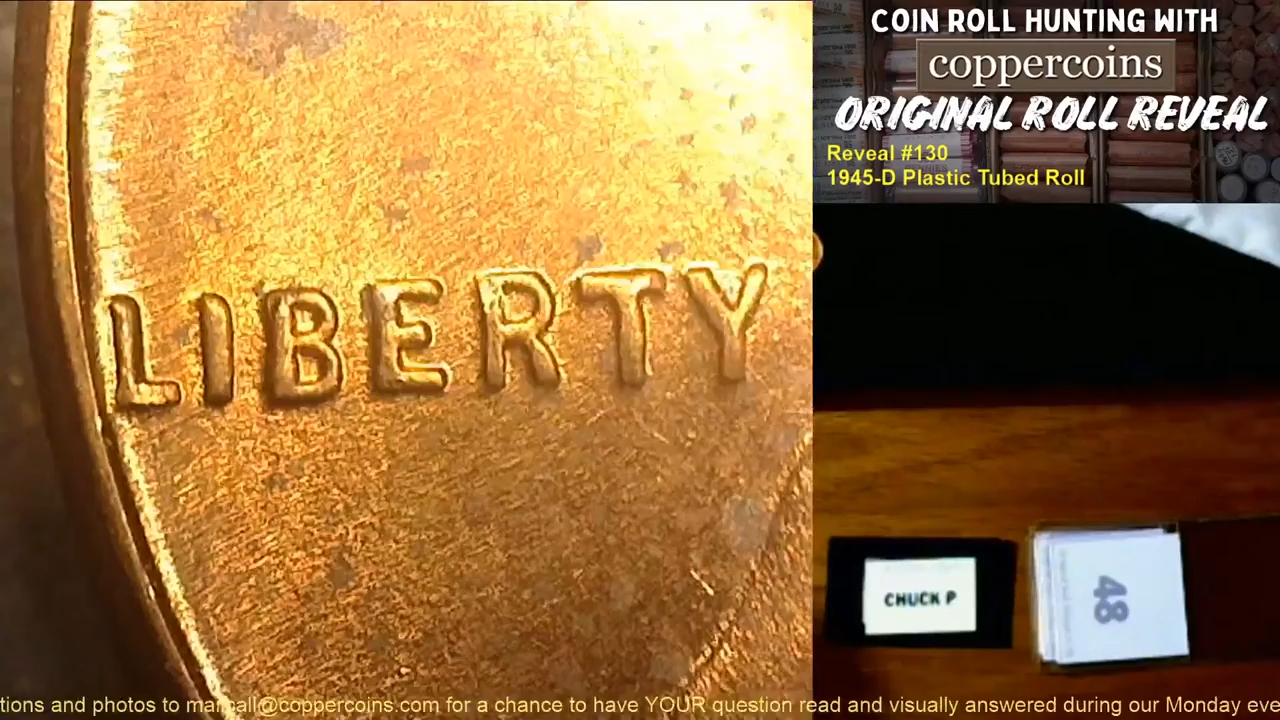 LIBERTY
COIN ROLL HUNTING WITH
coppercoins
ORIGINAL ROLL REVEAL
Reveal #130
1945-D Plastic Tubed Roll
CHUCK P
48
tions and photos to mailcall@coppercoins.com for a chance to have YOUR question read and visually answered during our Monday eve